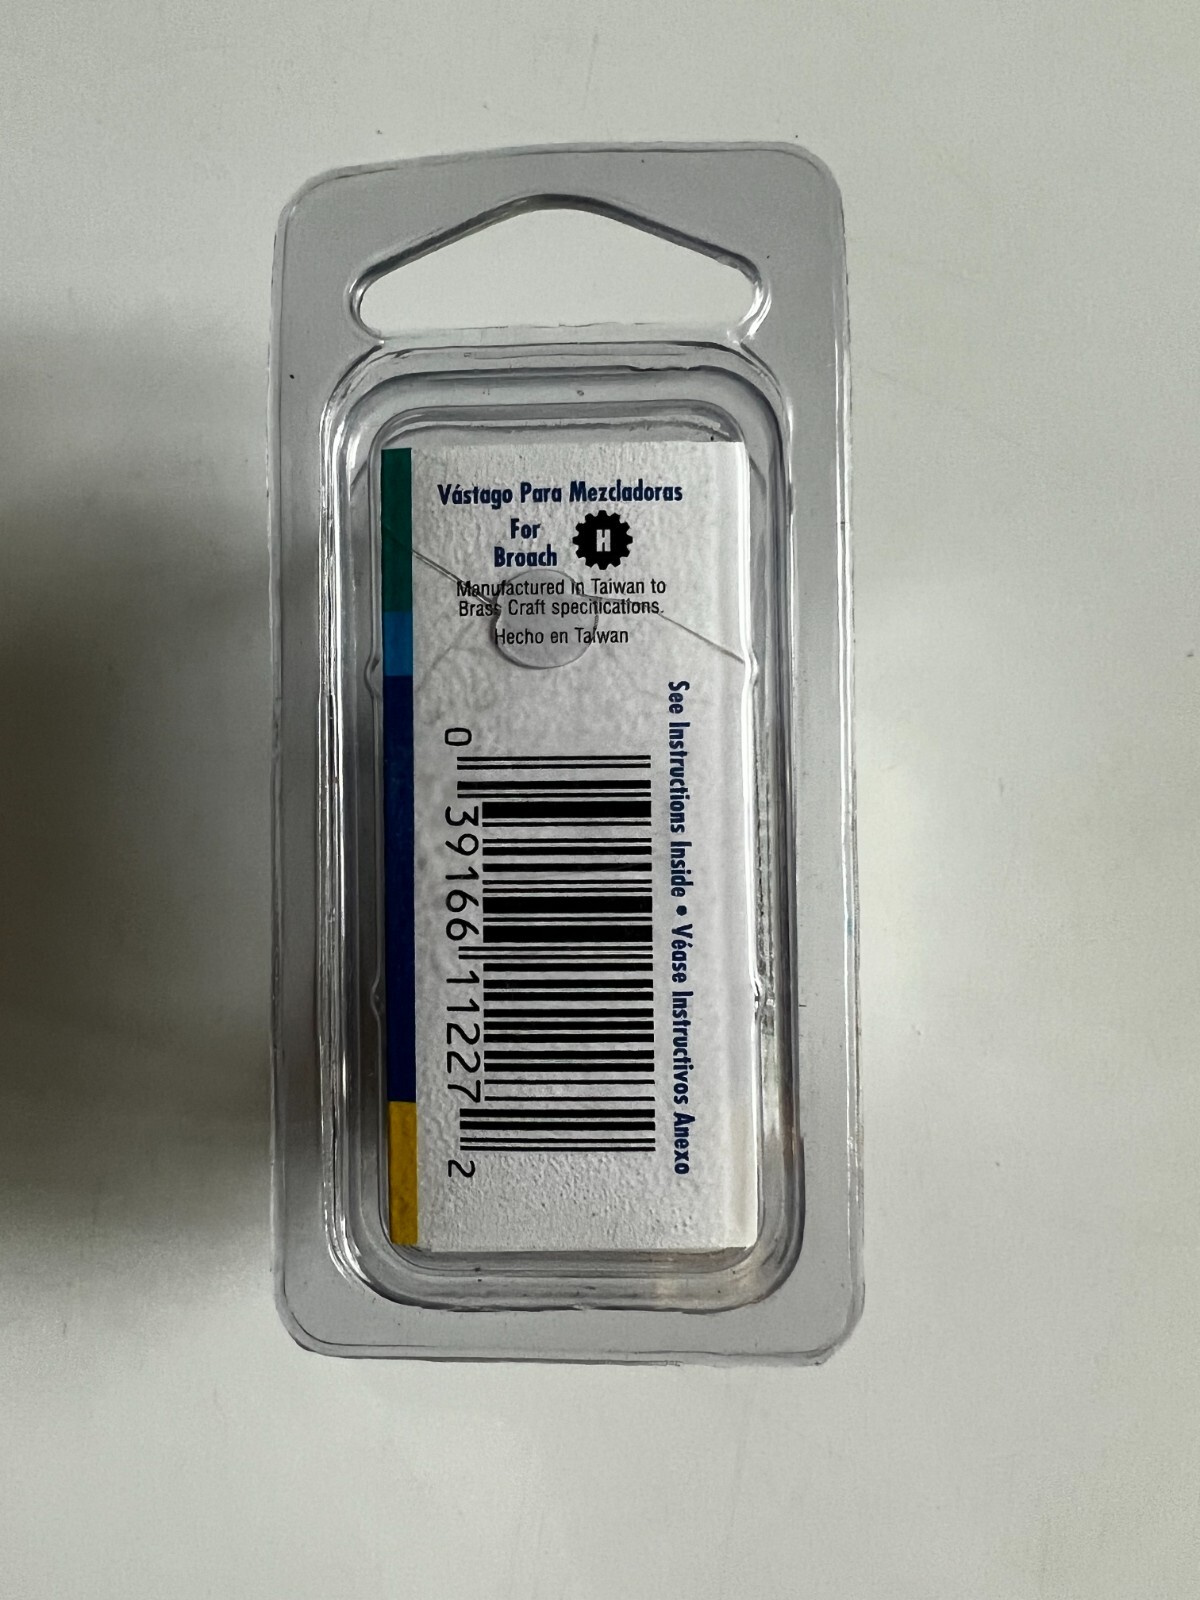 Vástago Para Mezcladoras
For
Broach
H
Manufactured in Taiwan to
Brass Craft specifications.
Hecho en Taiwan
See Instructions Inside • Véase Instructivos Anexo
0 39166 11227 2